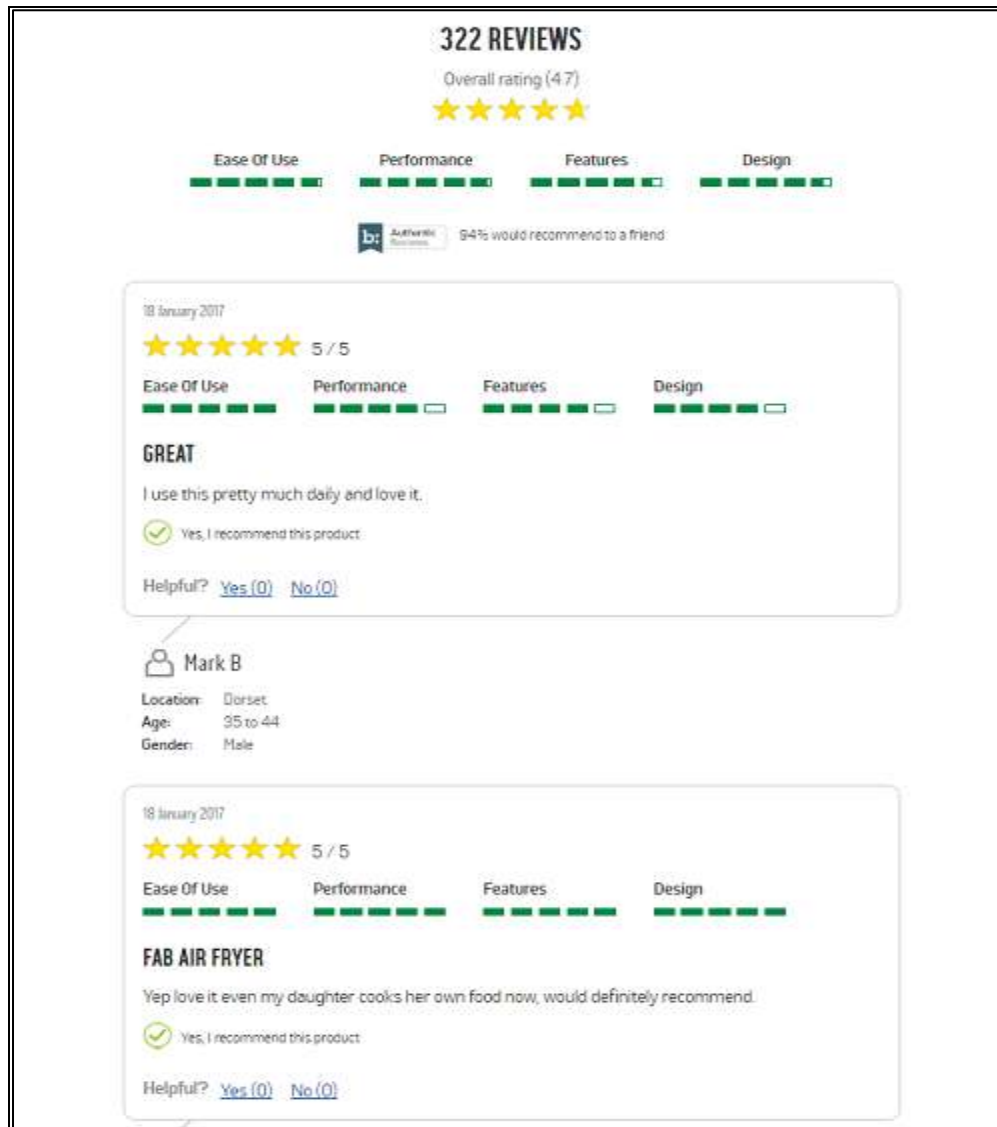 322 REVIEWS
Overall rating (4.7)
Ease Of Use Performance Features Design
b: Authentic Reviews 94% would recommend to a friend
18 January 2017
5 / 5
Ease Of Use Performance Features Design
GREAT
I use this pretty much daily and love it.
Yes, I recommend this product
Helpful? Yes (0) No (0)
Mark B
Location: Dorset
Age: 35 to 44
Gender: Male
18 January 2017
5 / 5
Ease Of Use Performance Features Design
FAB AIR FRYER
Yep love it even my daughter cooks her own food now, would definitely recommend.
Yes, I recommend this product
Helpful? Yes (0) No (0)